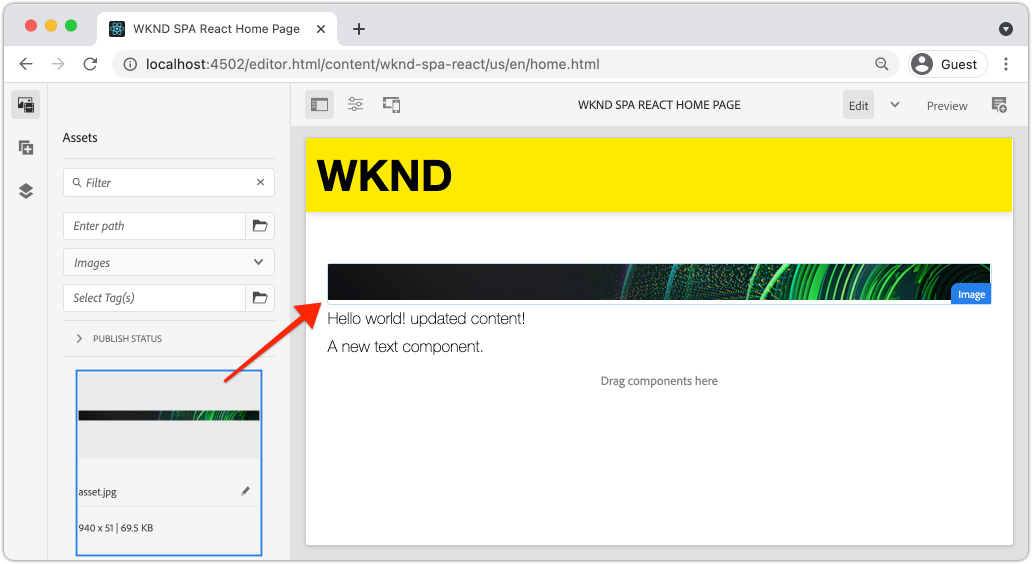 WKND SPA React Home Page
localhost:4502/editor.html/content/wknd-spa-react/us/en/home.html
Guest
WKND SPA REACT HOME PAGE
Edit
Preview
Assets
Filter
Enter path
Images
Select Tag(s)
PUBLISH STATUS
asset.jpg
940 x 51 | 69.5 KB
WKND
Image
Hello world! updated content!
A new text component.
Drag components here